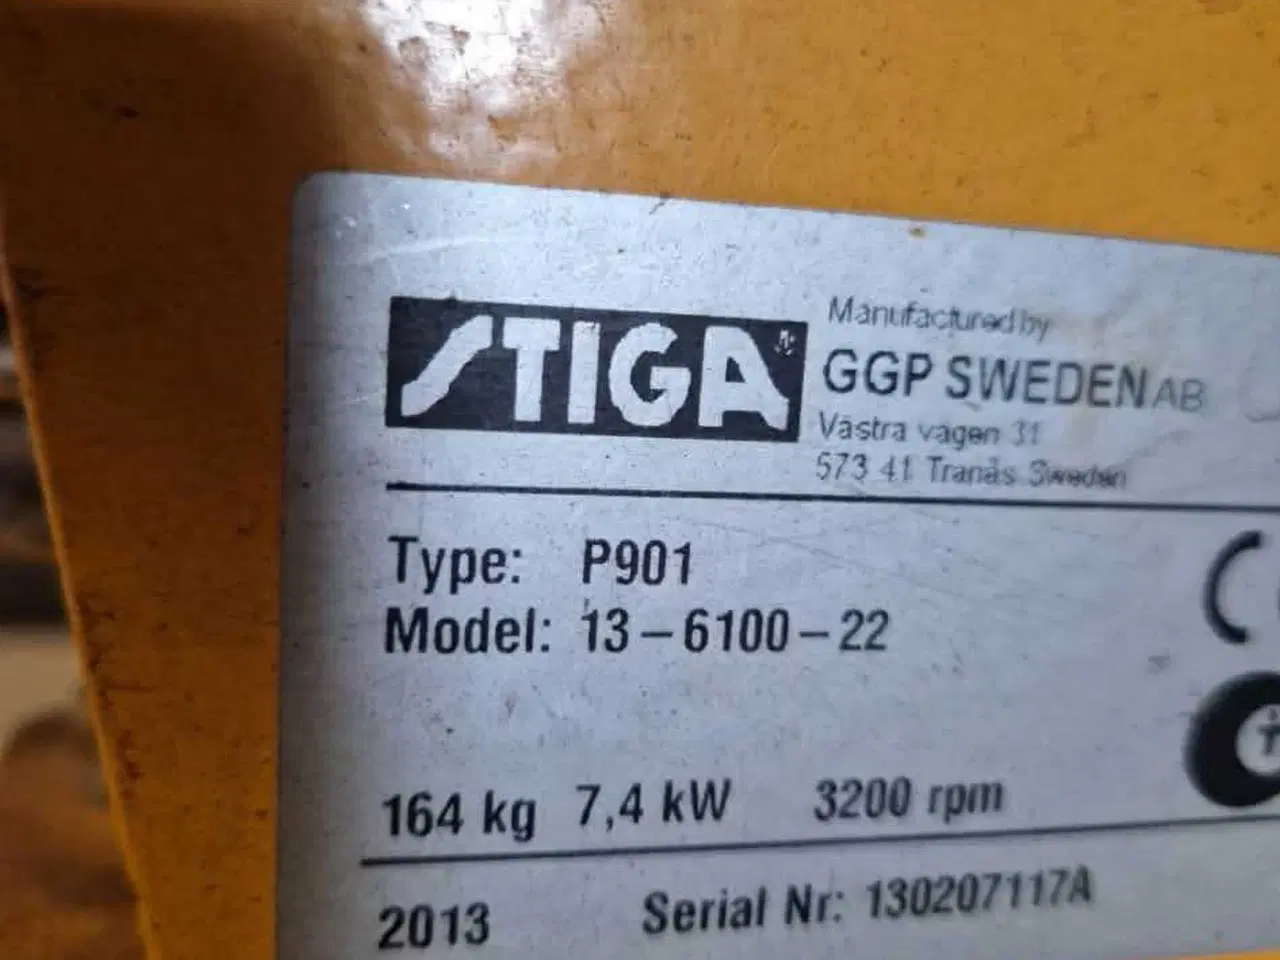 STIGA
Manufactured by
GGP SWEDEN AB
Västra vägen 31
573 41 Tranås Sweden
Type: P901
Model: 13-6100-22
164 kg 7,4 kW 3200 rpm
2013 Serial Nr: 130207117A